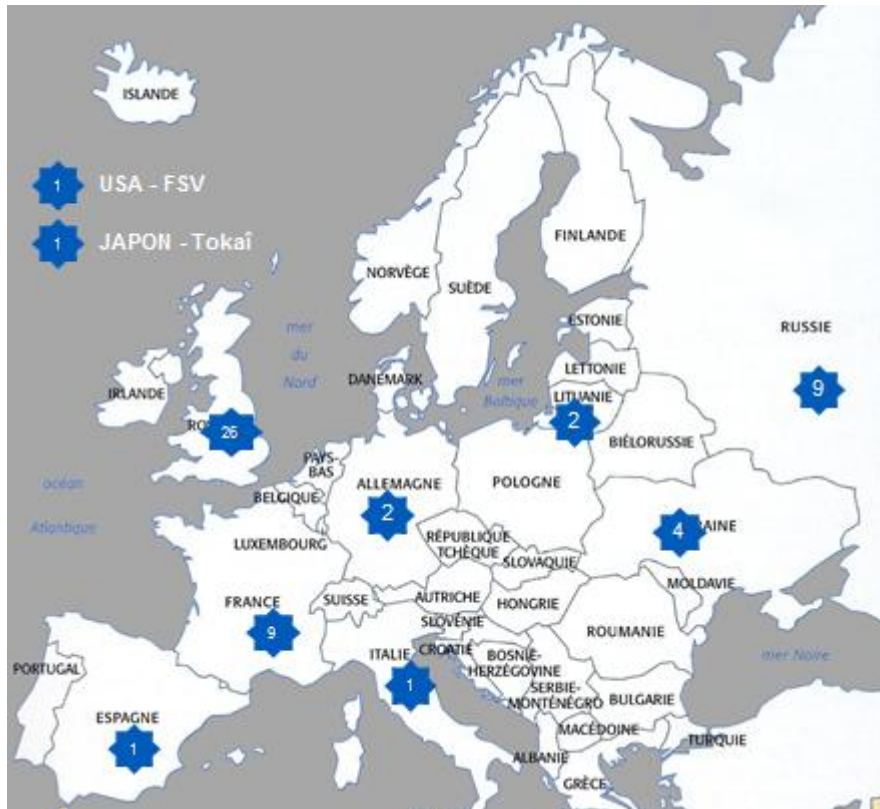 ISLANDE
1 USA - FSV
1 JAPON - Tokaî
FINLANDE
NORVÈGE
SUÈDE
RUSSIE
ESTONIE
mer
du
Nord
LETTONIE
DANEMARK
mer
Baltique
9
IRLANDE
LITUANIE
2
26
BIÉLORUSSIE
PAYS-
BAS
ALLEMAGNE
POLOGNE
océan
Atlantique
BELGIQUE
2
4
LUXEMBOURG
RÉPUBLIQUE
TCHÈQUE
SLOVAQUIE
MOLDAVIE
FRANCE
SUISSE
AUTRICHE
HONGRIE
9
SLOVÉNIE
ROUMANIE
ITALIE
CROATIE
BOSNIE-
HERZÉGOVINE
mer Noire
PORTUGAL
1
SERBIE-
MONTÉNÉGRO
BULGARIE
ESPAGNE
MACÉDOINE
1
TURQUIE
ALBANIE
GRÈCE